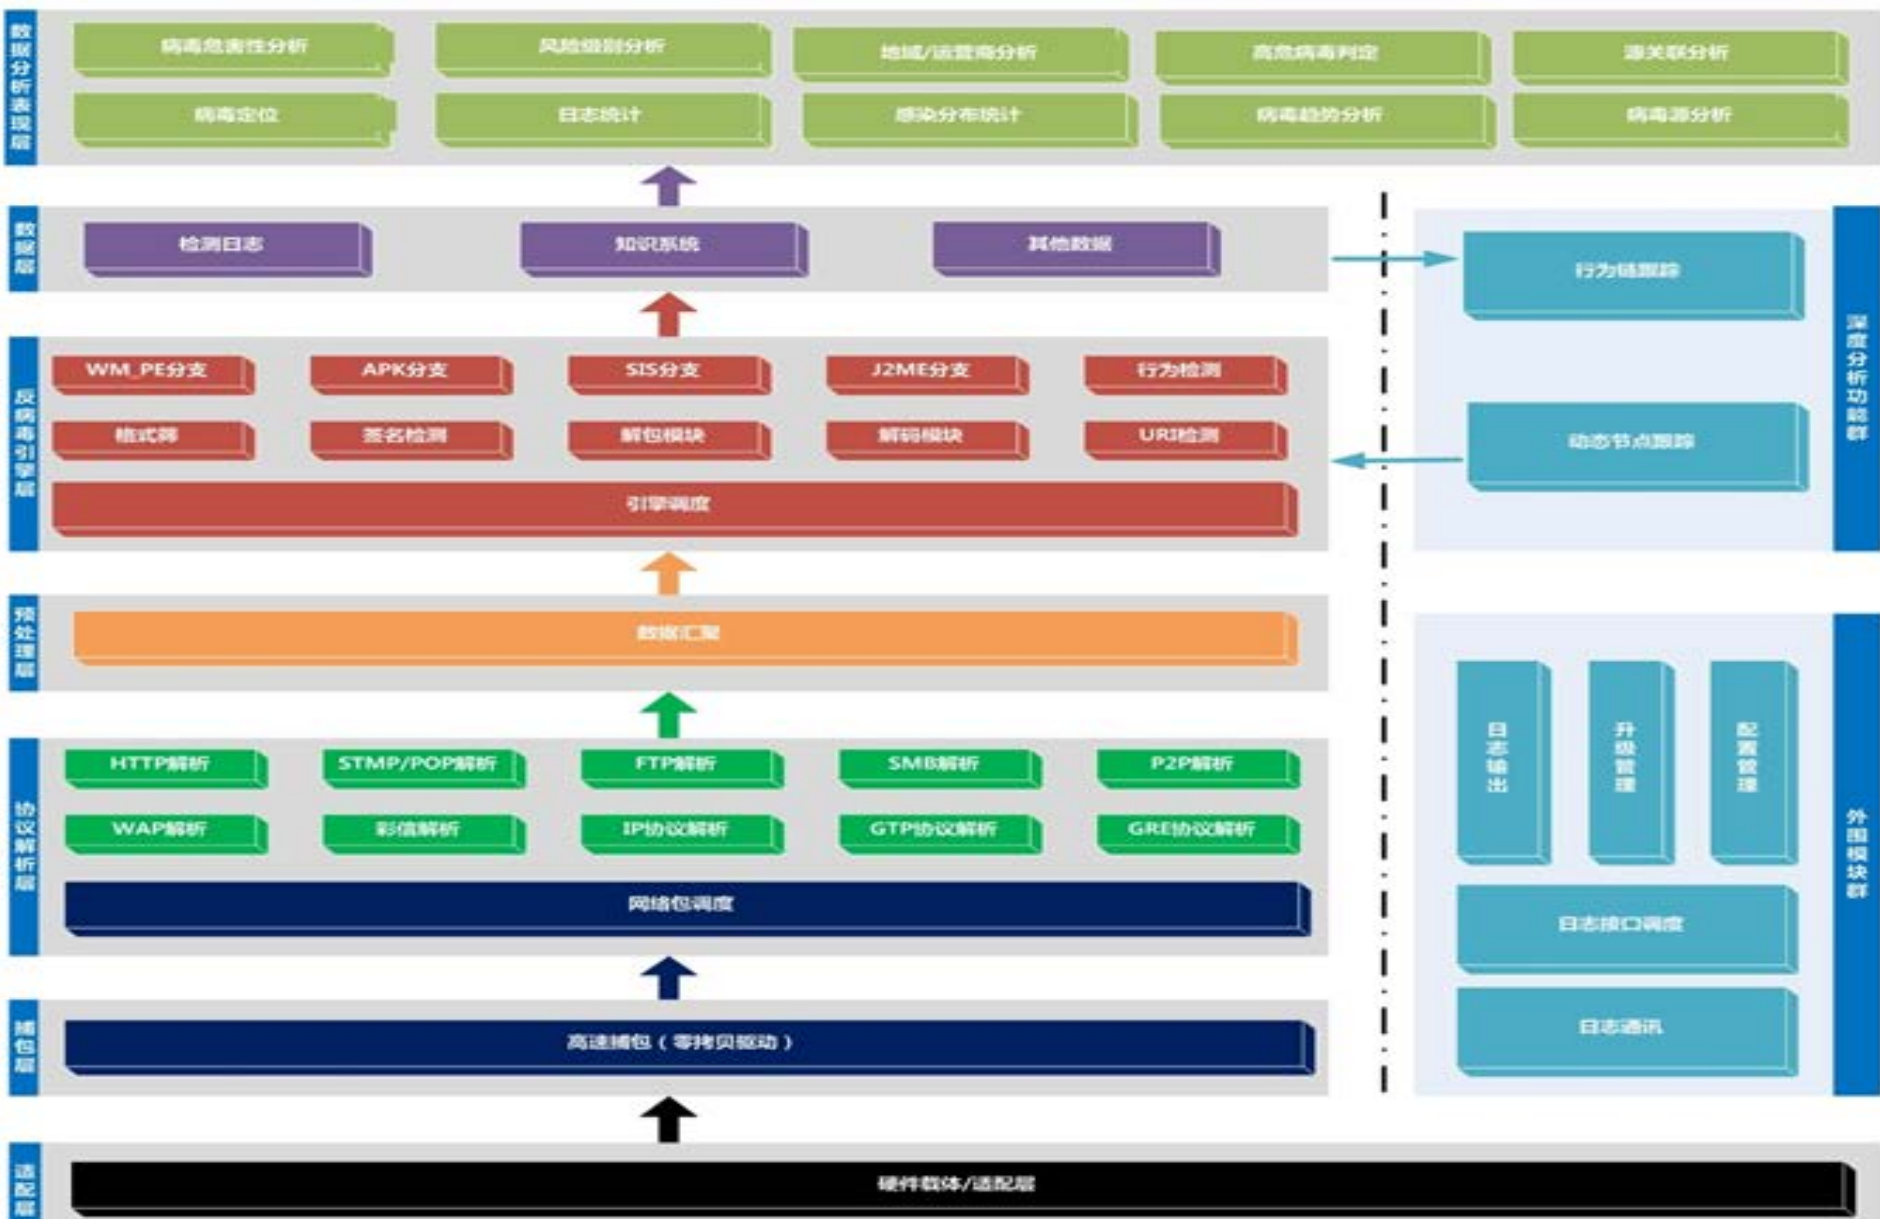 数据分析表现层
病毒危害性分析
风险级别分析
地域/运营商分析
高危病毒判定
源关联分析
病毒定位
日志统计
感染分布统计
病毒趋势分析
病毒源分析
数据层
检测日志
知识系统
其他数据
反病毒引擎层
WM_PE分支
APK分支
SIS分支
J2ME分支
行为检测
格式筛
签名检测
解包模块
解码模块
URI检测
引擎调度
深度分析功能群
行为链跟踪
动态节点跟踪
预处理层
数据汇聚
协议解析层
HTTP解析
STMP/POP解析
FTP解析
SMB解析
P2P解析
WAP解析
彩信解析
IP协议解析
GTP协议解析
GRE协议解析
网络包调度
捕包层
高速捕包（零拷贝驱动）
外围模块群
日志输出
升级管理
配置管理
日志接口调度
日志通讯
适配层
硬件载体/适配层